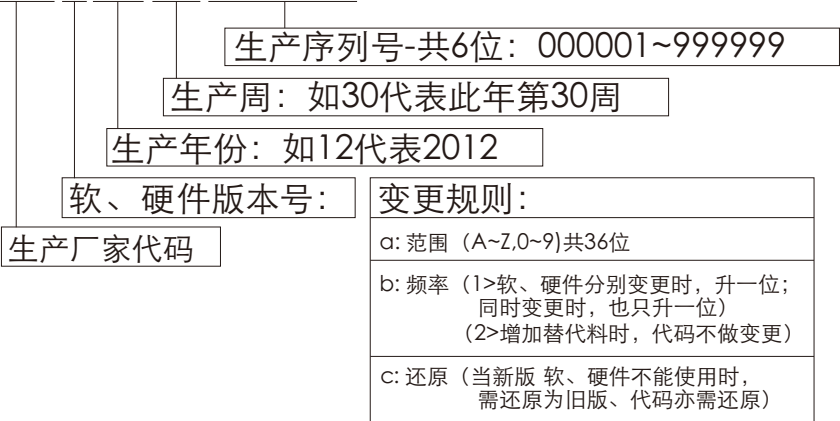 生产序列号-共6位：000001~999999
生产周：如30代表此年第30周
生产年份：如12代表2012
软、硬件版本号：
生产厂家代码
变更规则：
a: 范围（A~Z,0~9)共36位
b: 频率（1>软、硬件分别变更时，升一位；
同时变更时，也只升一位）
（2>增加替代料时，代码不做变更）
c: 还原（当新版 软、硬件不能使用时，
需还原为旧版、代码亦需还原）